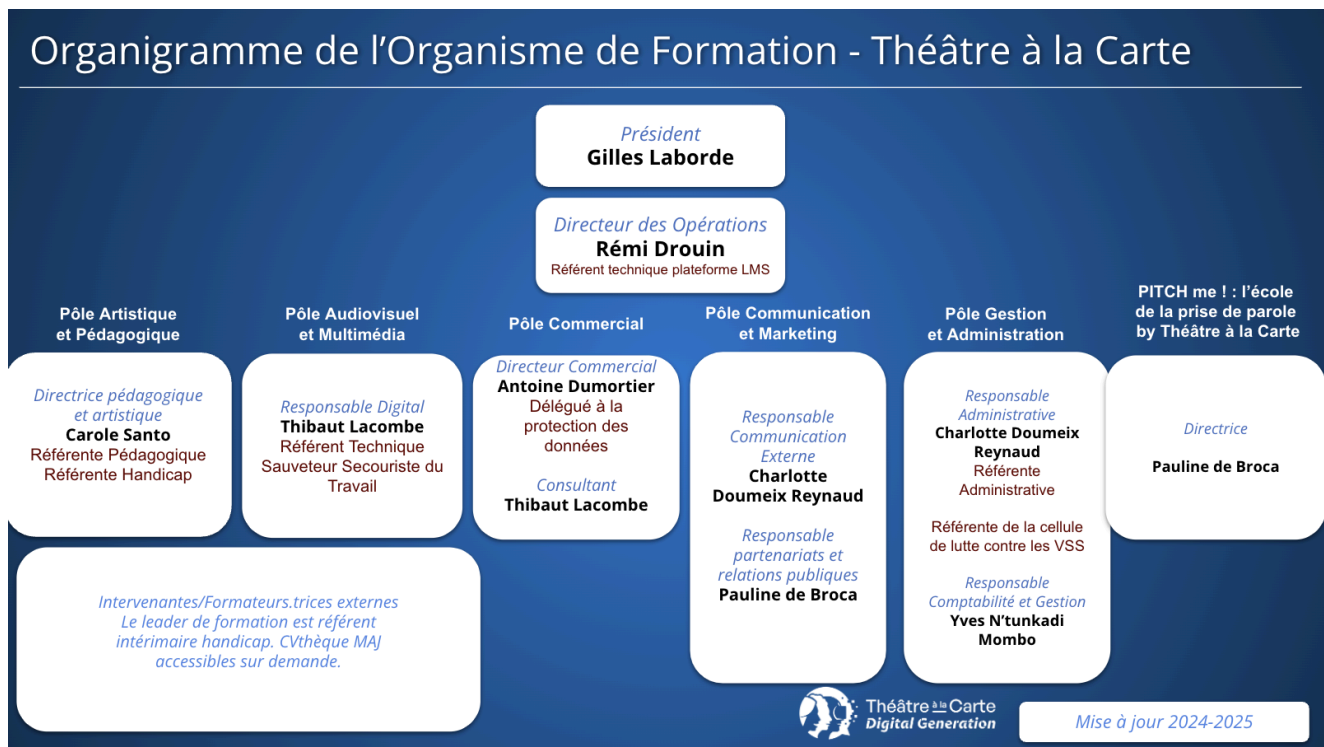 Organigramme de l’Organisme de Formation - Théâtre à la Carte
Président
Gilles Laborde
Directeur des Opérations
Rémi Drouin
Référent technique plateforme LMS
Pôle Artistique
et Pédagogique
Directrice pédagogique
et artistique
Carole Santo
Référente Pédagogique
Référente Handicap
Pôle Audiovisuel
et Multimédia
Responsable Digital
Thibaut Lacombe
Référent Technique
Sauveteur Secouriste du
Travail
Pôle Commercial
Directeur Commercial
Antoine Dumortier
Délégué à la
protection des
données
Consultant
Thibaut Lacombe
Pôle Communication
et Marketing
Responsable
Communication
Externe
Charlotte
Doumeix Reynaud
Responsable
partenariats et
relations publiques
Pauline de Broca
Pôle Gestion
et Administration
Responsable
Administrative
Charlotte Doumeix
Reynaud
Référente
Administrative
Référente de la cellule
de lutte contre les VSS
Responsable
Comptabilité et Gestion
Yves N’tunkadi
Mombo
PITCH me ! : l’école
de la prise de parole
by Théâtre à la Carte
Directrice
Pauline de Broca
Intervenantes/Formateurs.trices externes
Le leader de formation est référent
intérimaire handicap. CVthèque MAJ
accessibles sur demande.
Théâtre à la Carte
Digital Generation
Mise à jour 2024-2025